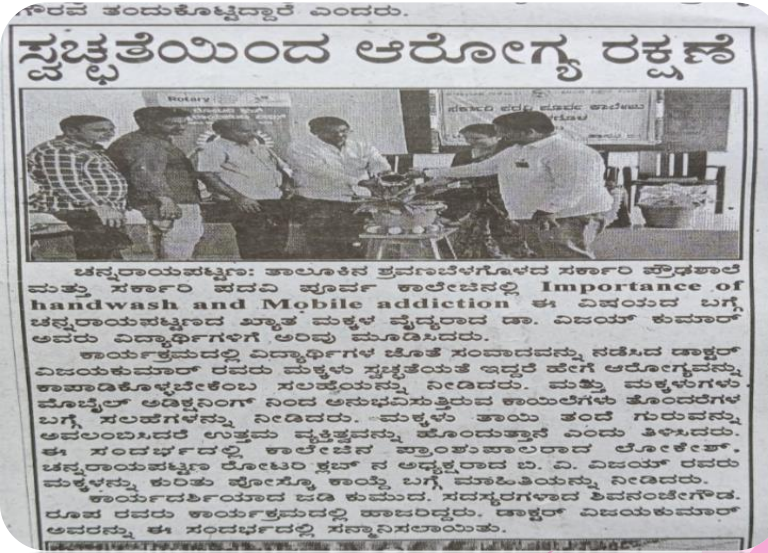 ಗೌರವ ತಂದುಕೊಟ್ಟಿದ್ದಾರೆ ಎಂದರು.
ಸ್ವಚ್ಛತೆಯಿಂದ ಆರೋಗ್ಯ ರಕ್ಷಣೆ
Rotary
ಸರ್ಕಾರಿ ಪದವಿ ಪೂರ್ವ ಕಾಲೇಜು
ಚನ್ನರಾಯಪಟ್ಟಣ: ತಾಲೂಕಿನ ಶ್ರವಣಬೆಳಗೊಳದ ಸರ್ಕಾರಿ ಪ್ರೌಢಶಾಲೆ
ಮತ್ತು ಸರ್ಕಾರಿ ಪದವಿ ಪೂರ್ವ ಕಾಲೇಜಿನಲ್ಲಿ Importance of
handwash and Mobile addiction ಈ ವಿಷಯದ ಬಗ್ಗೆ
ಚನ್ನರಾಯಪಟ್ಟಣದ ಖ್ಯಾತ ಮಕ್ಕಳ ವೈದ್ಯರಾದ ಡಾ. ವಿಜಯ್ ಕುಮಾರ್
ಅವರು ವಿದ್ಯಾರ್ಥಿಗಳಿಗೆ ಅರಿವು ಮೂಡಿಸಿದರು.
ಕಾರ್ಯಕ್ರಮದಲ್ಲಿ ವಿದ್ಯಾರ್ಥಿಗಳ ಜೊತೆ ಸಂವಾದವನ್ನು ನಡೆಸಿದ ಡಾಕ್ಟರ್
ವಿಜಯಕುಮಾರ್ ರವರು ಮಕ್ಕಳು ಸ್ವಚ್ಛತೆಯತೆ ಇದ್ದರೆ ಹೇಗೆ ಆರೋಗ್ಯವನ್ನು
ಕಾಪಾಡಿಕೊಳ್ಳಬೇಕೆಂಬ ಸಲಹೆಯನ್ನು ನೀಡಿದರು. ಮತ್ತು ಮಕ್ಕಳುಗಳು
ಮೊಬೈಲ್ ಅಡಿಕ್ಷನಿಂಗ್ ನಿಂದ ಅನುಭವಿಸುತ್ತಿರುವ ಕಾಯಿಲೆಗಳು ತೊಂದರೆಗಳ
ಬಗ್ಗೆ ಸಲಹೆಗಳನ್ನು ನೀಡಿದರು. ಮಕ್ಕಳು ತಾಯಿ ತಂದೆ ಗುರುವನ್ನು
ಅವಲಂಬಿಸಿದರೆ ಉತ್ತಮ ವ್ಯಕ್ತಿತ್ವವನ್ನು ಹೊಂದುತ್ತಾನೆ ಎಂದು ತಿಳಿಸಿದರು.
ಈ ಸಂದರ್ಭದಲ್ಲಿ ಕಾಲೇಜಿನ ಪ್ರಾಂಶುಪಾಲರಾದ ಲೋಕೇಶ್.
ಚನ್ನರಾಯಪಟ್ಟಣ ರೋಟರಿ ಕ್ಲಬ್ ನ ಅಧ್ಯಕ್ಷರಾದ ಬಿ. ಎ. ವಿಜಯ್ ರವರು
ಮಕ್ಕಳನ್ನು ಕುರಿತು ಪೋಸ್ಕೊ ಕಾಯ್ದೆ ಬಗ್ಗೆ ಮಾಹಿತಿಯನ್ನು ನೀಡಿದರು.
ಕಾರ್ಯದರ್ಶಿಯಾದ ಜಡಿ ಕುಮುದ. ಸದಸ್ಯರಗಳಾದ ಶಿವನಂಜೇಗೌಡ.
ರೂಪ ರವರು ಕಾರ್ಯಕ್ರಮದಲ್ಲಿ ಹಾಜರಿದ್ದರು. ಡಾಕ್ಟರ್ ವಿಜಯಕುಮಾರ್
ಅವರನ್ನು ಈ ಸಂದರ್ಭದಲ್ಲಿ ಸನ್ಮಾನಿಸಲಾಯಿತು.